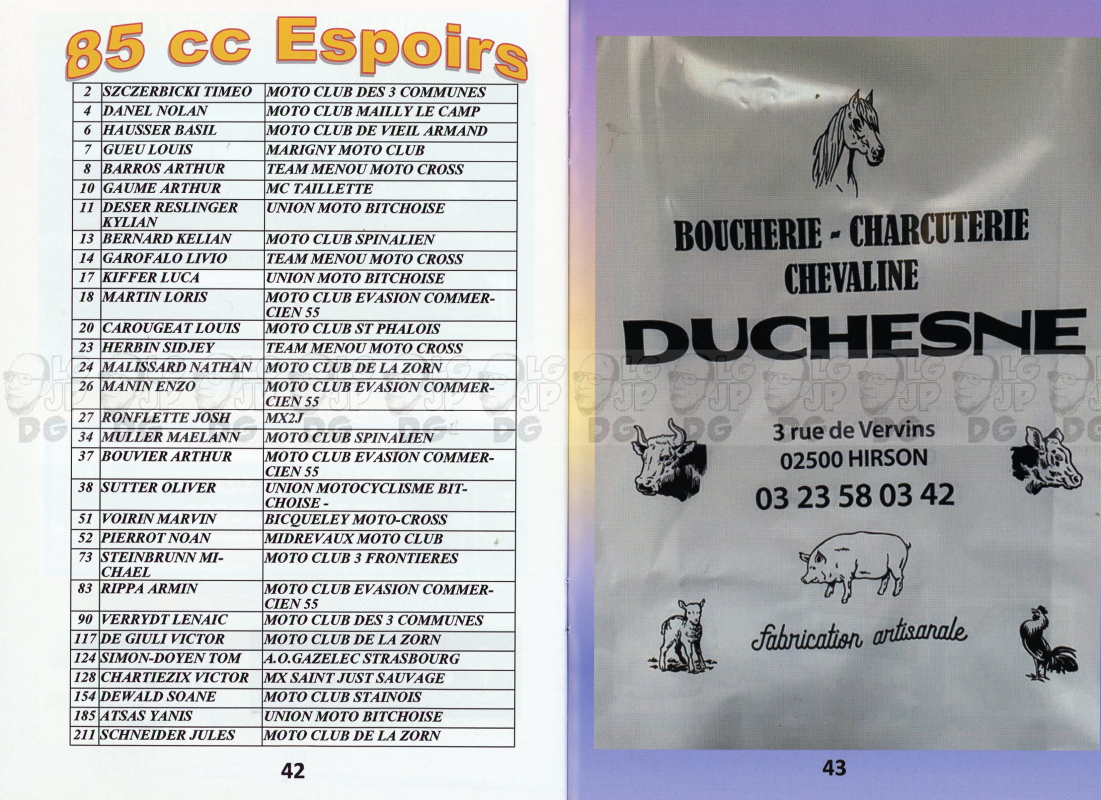 85 cc Espoirs
2 SZCZERBICKI TIMEO MOTO CLUB DES 3 COMMUNES
4 DANEL NOLAN MOTO CLUB MAILLY LE CAMP
6 HAUSSER BASIL MOTO CLUB DE VIEIL ARMAND
7 GUEU LOUIS MARIGNY MOTO CLUB
8 BARROS ARTHUR TEAM MENOU MOTO CROSS
10 GAUME ARTHUR MC TAILLETTE
11 DESER RESLINGER UNION MOTO BITCHOISE
KYLIAN
13 BERNARD KELIAN MOTO CLUB SPINALIEN
14 GAROFALO LIVIO TEAM MENOU MOTO CROSS
17 KIFFER LUCA UNION MOTO BITCHOISE
18 MARTIN LORIS MOTO CLUB EVASION COMMER-
CIEN 55
20 CAROUGEAT LOUIS MOTO CLUB ST PHALOIS
23 HERBIN SIDJEY TEAM MENOU MOTO CROSS
24 MALISSARD NATHAN MOTO CLUB DE LA ZORN
26 MANIN ENZO MOTO CLUB EVASION COMMER-
CIEN 55
27 RONFLETTE JOSH MX2J
34 MULLER MAELANN MOTO CLUB SPINALIEN
37 BOUVIER ARTHUR MOTO CLUB EVASION COMMER-
CIEN 55
38 SUTTER OLIVER UNION MOTOCYCLISME BIT-
CHOISE -
51 VOIRIN MARVIN BICQUELEY MOTO-CROSS
52 PIERROT NOAN MIDREVAUX MOTO CLUB
73 STEINBRUNN MI- MOTO CLUB 3 FRONTIERES
CHAEL
83 RIPPA ARMIN MOTO CLUB EVASION COMMER-
CIEN 55
90 VERRYDT LENAIC MOTO CLUB DES 3 COMMUNES
117 DE GIULI VICTOR MOTO CLUB DE LA ZORN
124 SIMON-DOYEN TOM A.O.GAZELEC STRASBOURG
128 CHARTIEZIX VICTOR MX SAINT JUST SAUVAGE
154 DEWALD SOANE MOTO CLUB STAINOIS
185 ATSAS YANIS UNION MOTO BITCHOISE
211 SCHNEIDER JULES MOTO CLUB DE LA ZORN
42
BOUCHERIE - CHARCUTERIE
CHEVALINE
DUCHESNE
3 rue de Vervins
02500 HIRSON
03 23 58 03 42
fabrication artisanale
43
LG JP DG